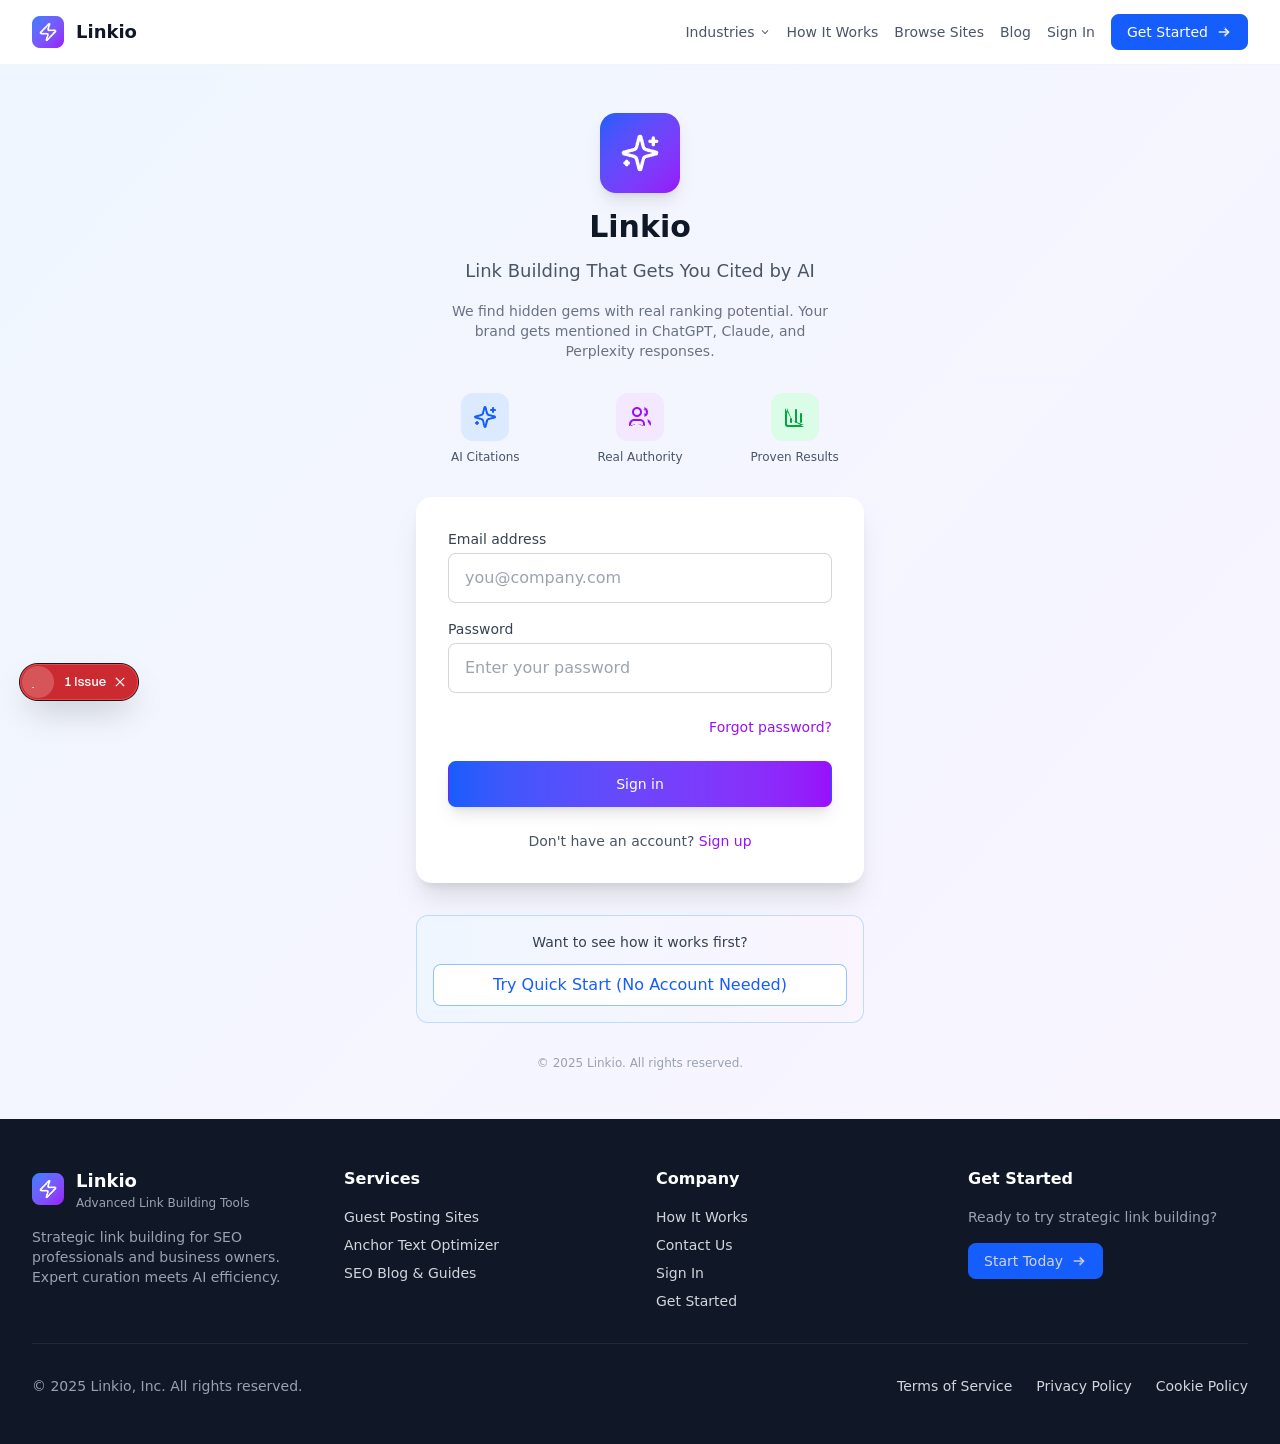 Linkio
Industries
How It Works
Browse Sites
Blog
Sign In
Get Started
Linkio
Link Building That Gets You Cited by AI
We find hidden gems with real ranking potential. Your
brand gets mentioned in ChatGPT, Claude, and
Perplexity responses.
AI Citations
Real Authority
Proven Results
Email address
you@company.com
Password
Enter your password
1 Issue
Forgot password?
Sign in
Don't have an account? Sign up
Want to see how it works first?
Try Quick Start (No Account Needed)
© 2025 Linkio. All rights reserved.
Linkio
Advanced Link Building Tools
Strategic link building for SEO
professionals and business owners.
Expert curation meets AI efficiency.
Services
Guest Posting Sites
Anchor Text Optimizer
SEO Blog & Guides
Company
How It Works
Contact Us
Sign In
Get Started
Get Started
Ready to try strategic link building?
Start Today
© 2025 Linkio, Inc. All rights reserved.
Terms of Service
Privacy Policy
Cookie Policy